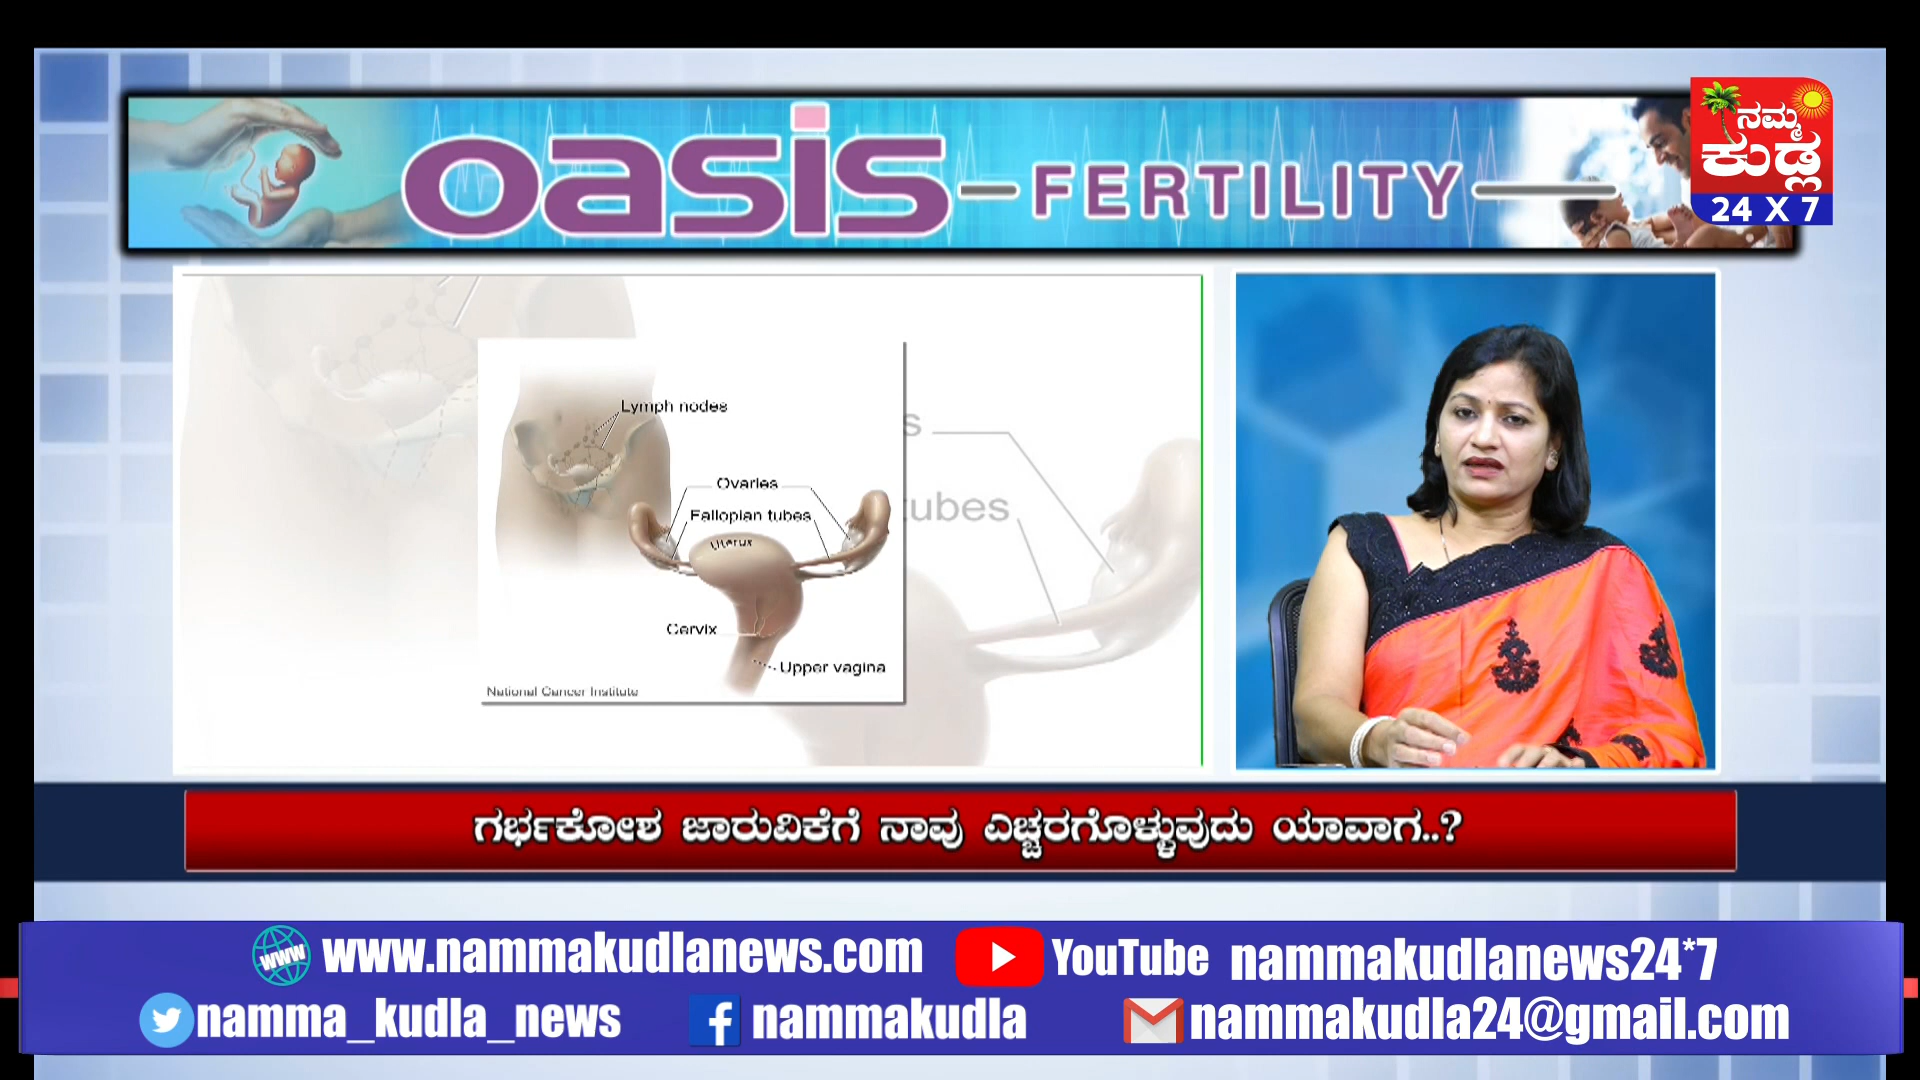 oasis FERTILITY
ನಮ್ಮ
ಕುಡ್ಲ
24 X 7
Lymph nodes
Ovaries
Fallopian tubes
Uterus
Cervix
Upper vagina
National Cancer Institute
s
tubes
ಗರ್ಭಕೋಶ ಜಾರುವಿಕೆಗೆ ನಾವು ಎಚ್ಚರಗೊಳ್ಳುವುದು ಯಾವಾಗ..?
www www.nammakudlanews.com YouTube nammakudlanews24*7
namma_kudla_news f nammakudla nammakudla24@gmail.com